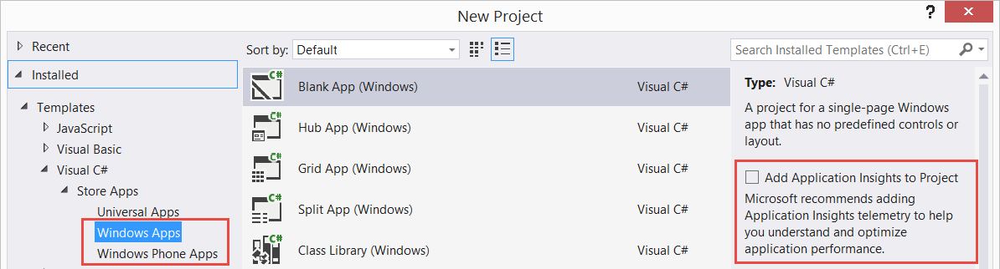 New Project
?
Recent
Installed
Templates
JavaScript
Visual Basic
Visual C#
Store Apps
Universal Apps
Windows Apps
Windows Phone Apps
Sort by: Default
C# Blank App (Windows) Visual C#
C# Hub App (Windows) Visual C#
C# Grid App (Windows) Visual C#
C# Split App (Windows) Visual C#
C# Class Library (Windows) Visual C#
Search Installed Templates (Ctrl+E)
Type: Visual C#
A project for a single-page Windows
app that has no predefined controls or
layout.
Add Application Insights to Project
Microsoft recommends adding
Application Insights telemetry to help
you understand and optimize
application performance.